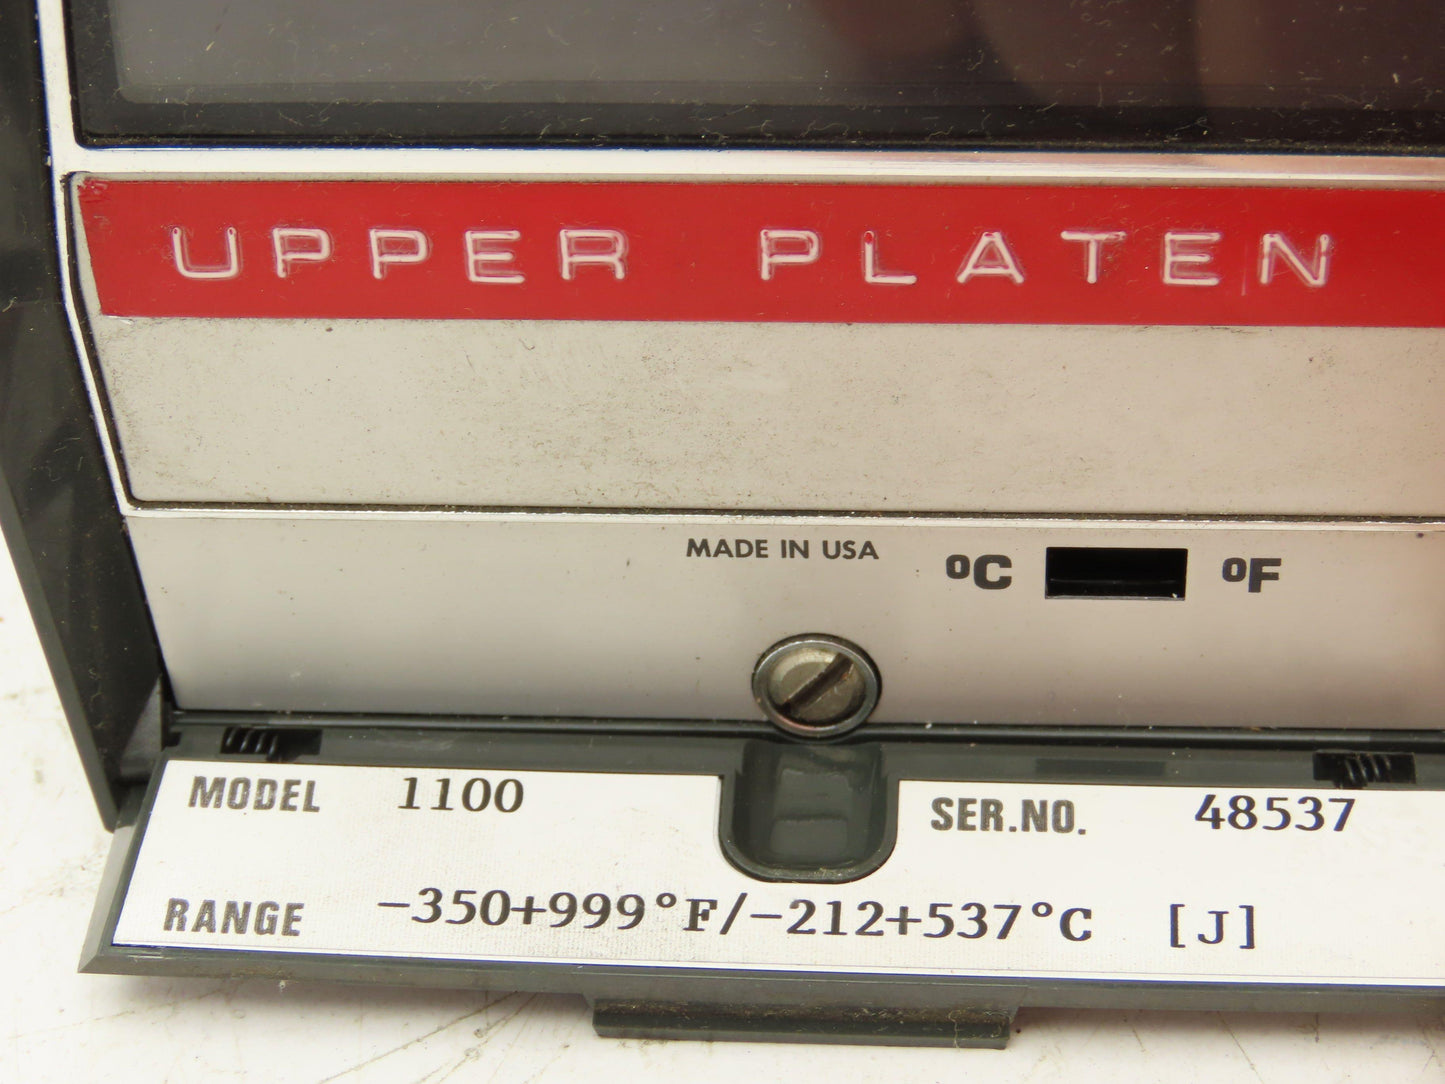 UPPER PLATEN
MADE IN USA
ºC ºF
MODEL 1100 SER.NO. 48537
RANGE -350+999°F/-212+537°C [J]